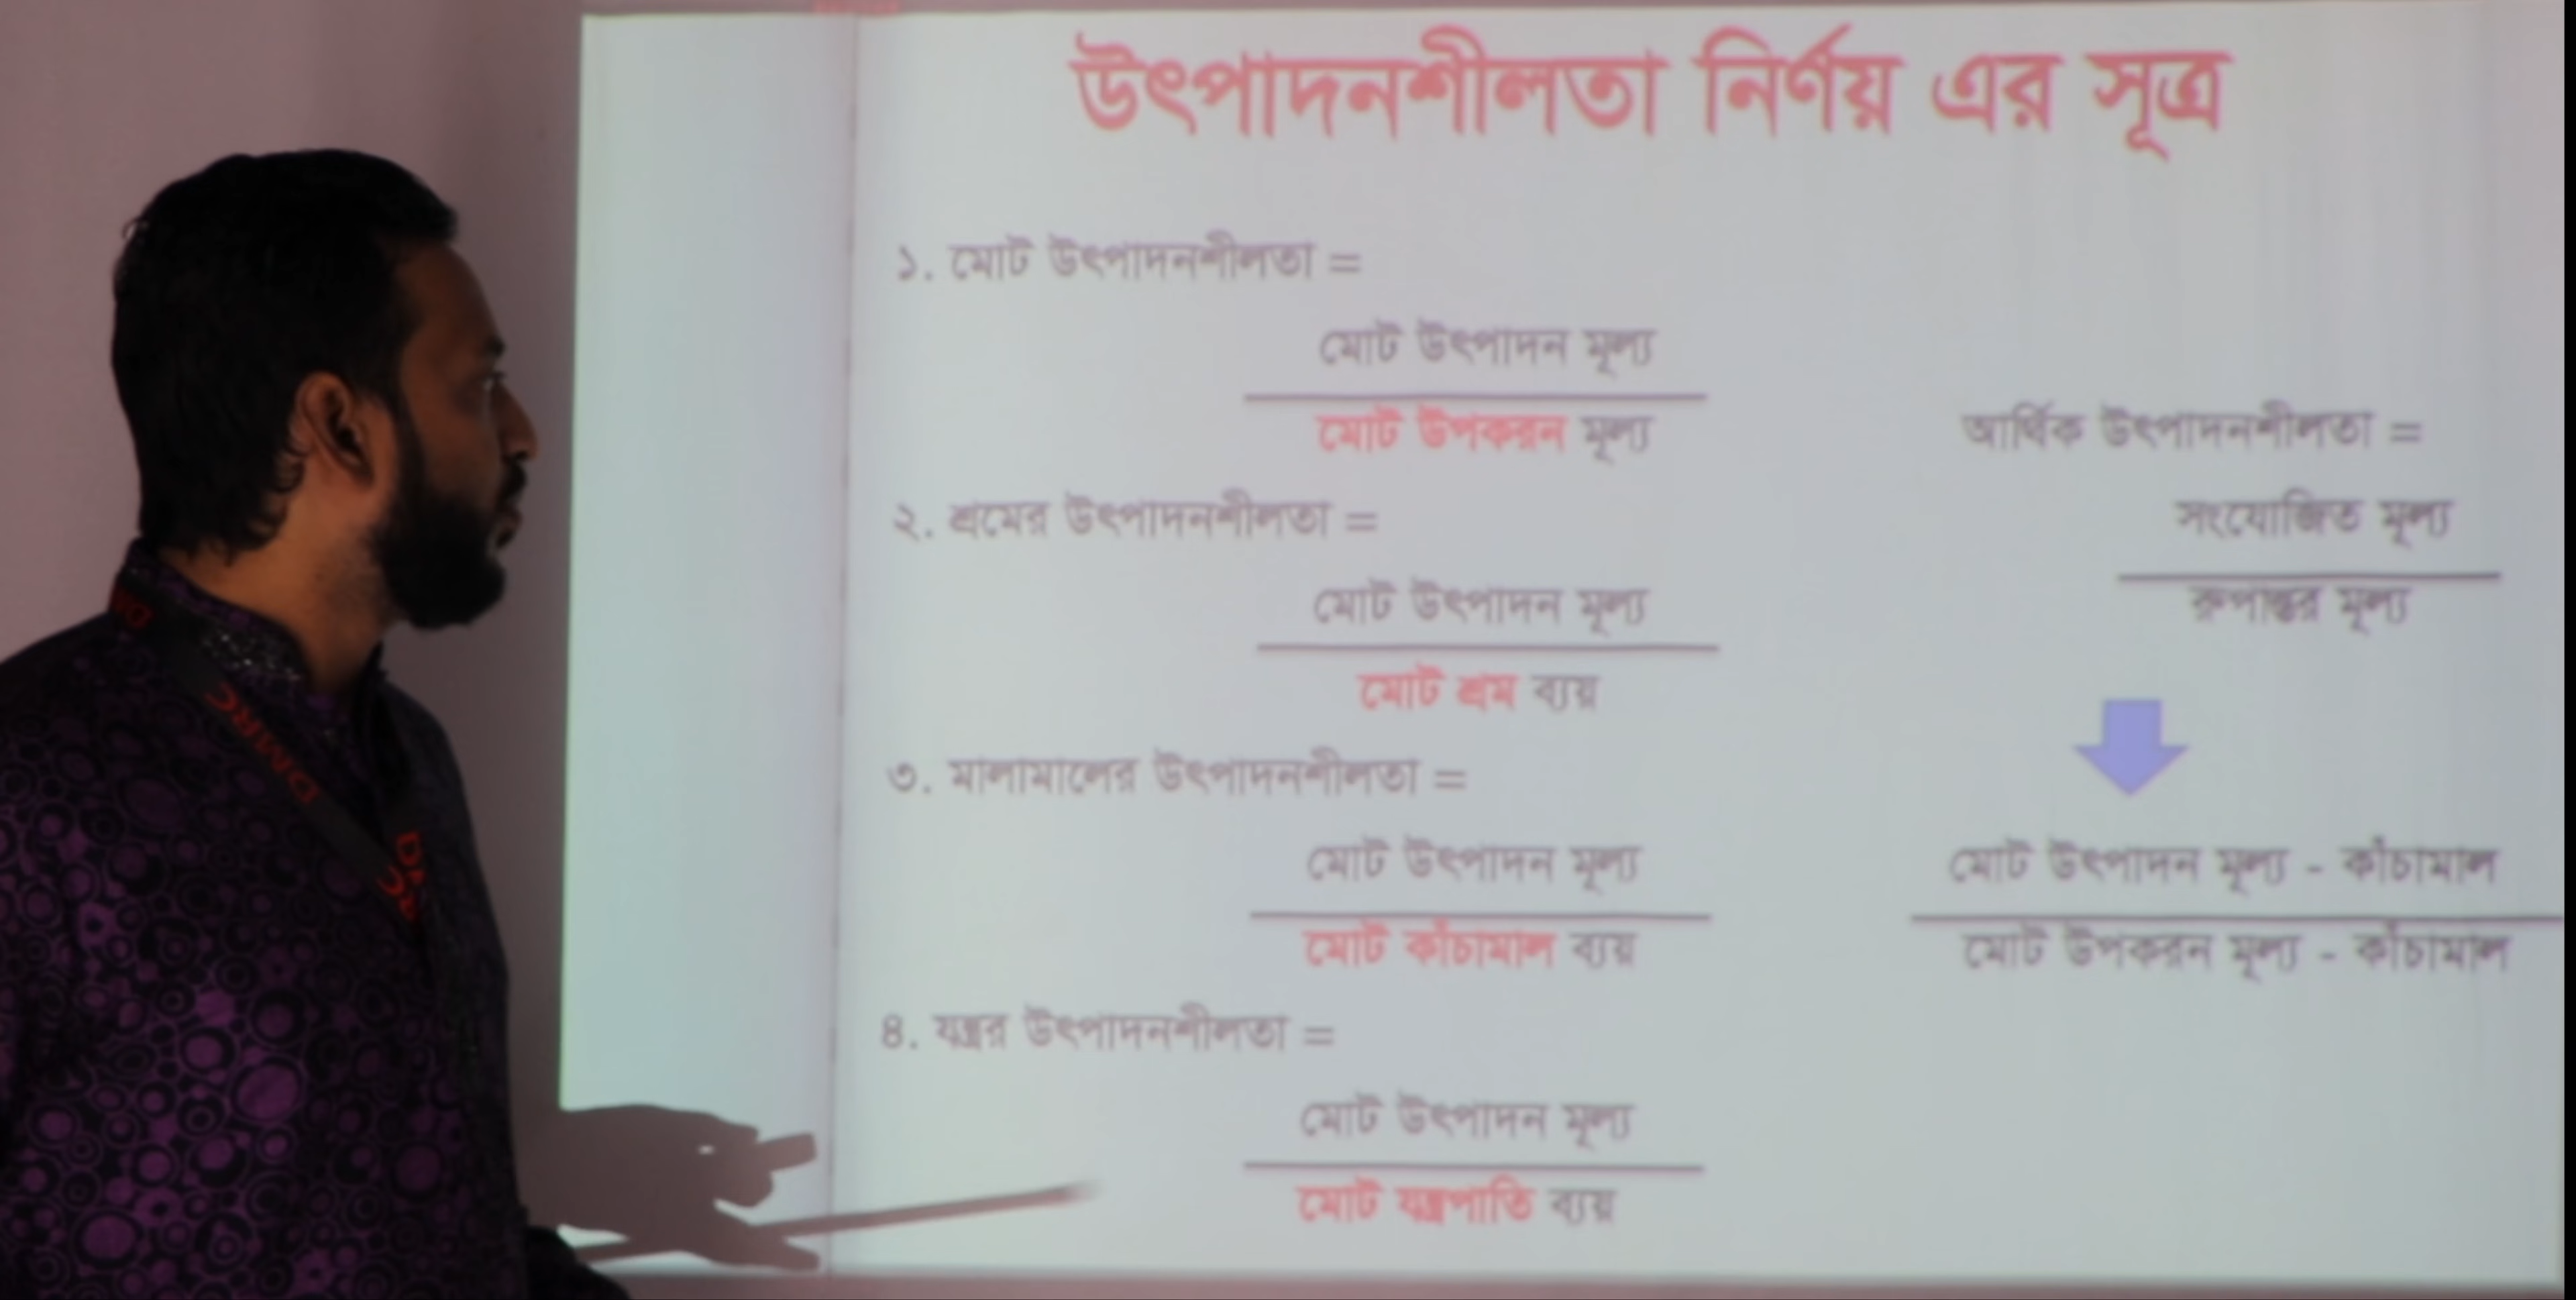 উৎপাদনশীলতা নির্ণয় এর সূত্র
১. মোট উৎপাদনশীলতা =
মোট উৎপাদন মূল্য
মোট উপকরন মূল্য
২. শ্রমের উৎপাদনশীলতা =
মোট উৎপাদন মূল্য
মোট শ্রম ব্যয়
৩. মালামালের উৎপাদনশীলতা =
মোট উৎপাদন মূল্য
মোট কাঁচামাল ব্যয়
৪. যন্ত্রর উৎপাদনশীলতা =
মোট উৎপাদন মূল্য
মোট যন্ত্রপাতি ব্যয়
আর্থিক উৎপাদনশীলতা =
সংযোজিত মূল্য
রুপান্তর মূল্য
মোট উৎপাদন মূল্য - কাঁচামাল
মোট উপকরন মূল্য - কাঁচামাল
DMRC